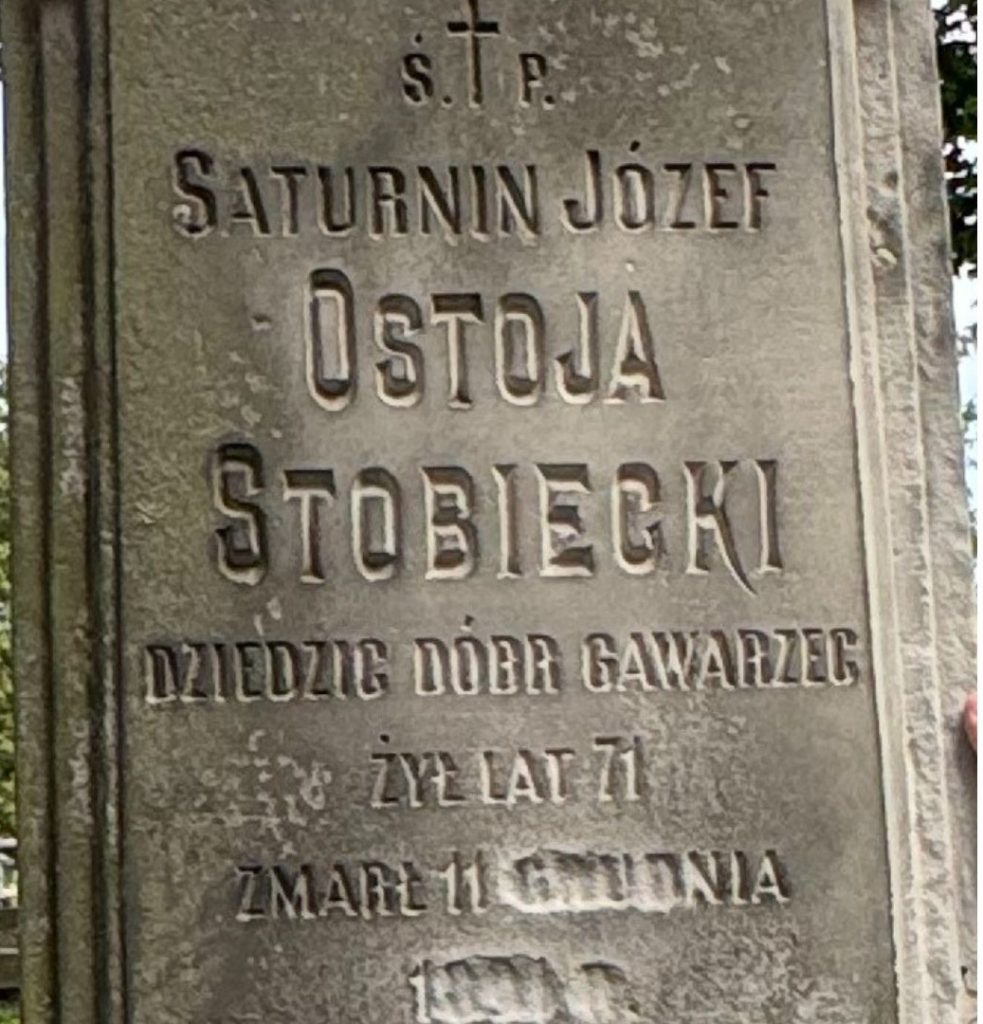 Ś. P.
SATURNIN JÓZEF
OSTOJA
STOBIECKI
DZIEDZIC DÓBR GAWARZEC
ŻYŁ LAT 71
ZMARŁ 11 GRUDNIA